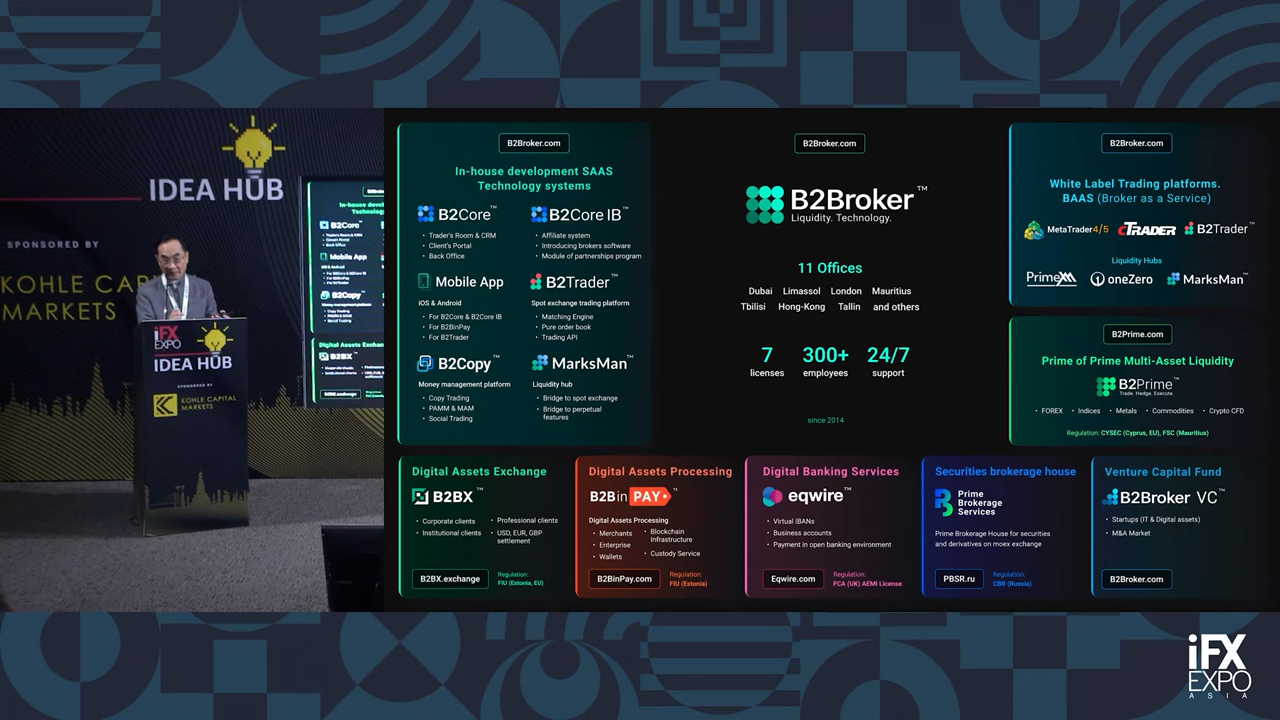 IDEA HUB
SPONSORED BY
KOHLE CAP
MARKETS
iFX
EXPO
IDEA HUB
SPONSORED BY
KOHLE CAPITAL
MARKETS
B2Broker.com
In-house development SAAS
Technology systems
B2Core™
• Trader's Room & CRM
• Client's Portal
• Back Office
B2Core IB™
• Affiliate system
• Introducing brokers software
• Module of partnerships program
Mobile App
iOS & Android
• For B2Core & B2Core IB
• For B2BinPay
• For B2Trader
B2Trader™
Spot exchange trading platform
• Matching Engine
• Pure order book
• Trading API
B2Copy™
Money management platform
• Copy Trading
• PAMM & MAM
• Social Trading
MarksMan™
Liquidity hub
• Bridge to spot exchange
• Bridge to perpetual
features
B2Broker.com
B2Broker™
Liquidity. Technology.
11 Offices
Dubai Limassol London Mauritius
Tbilisi Hong-Kong Tallin and others
7
licenses
300+
employees
24/7
support
since 2014
B2Broker.com
White Label Trading platforms.
BAAS (Broker as a Service)
MetaTrader4/5 cTRADER B2Trader™
Liquidity Hubs
PrimeXM oneZero MarksMan™
B2Prime.com
Prime of Prime Multi-Asset Liquidity
B2Prime™
Trade. Hedge. Execute.
• FOREX • Indices • Metals • Commodities • Crypto CFD
Regulation: CYSEC (Cyprus, EU), FSC (Mauritius)
Digital Assets Exchange
B2BX™
• Corporate clients
• Institutional clients
• Professional clients
• USD, EUR, GBP
settlement
B2BX.exchange
Regulation:
FIU (Estonia, EU)
Digital Assets Processing
B2BinPAY™
Digital Assets Processing
• Merchants
• Enterprise
• Wallets
• Blockchain
Infrastructure
• Custody Service
B2BinPay.com
Regulation:
FIU (Estonia)
Digital Banking Services
eqwire™
• Virtual IBANs
• Business accounts
• Payment in open banking environment
Eqwire.com
Regulation:
FCA (UK) AEMI License
Securities brokerage house
Prime
Brokerage
Services
Prime Brokerage House for securities
and derivatives on moex exchange
PBSR.ru
Regulation:
CBR (Russia)
Venture Capital Fund
B2Broker VC™
• Startups (IT & Digital assets)
• M&A Market
B2Broker.com
iFX
EXPO
ASIA